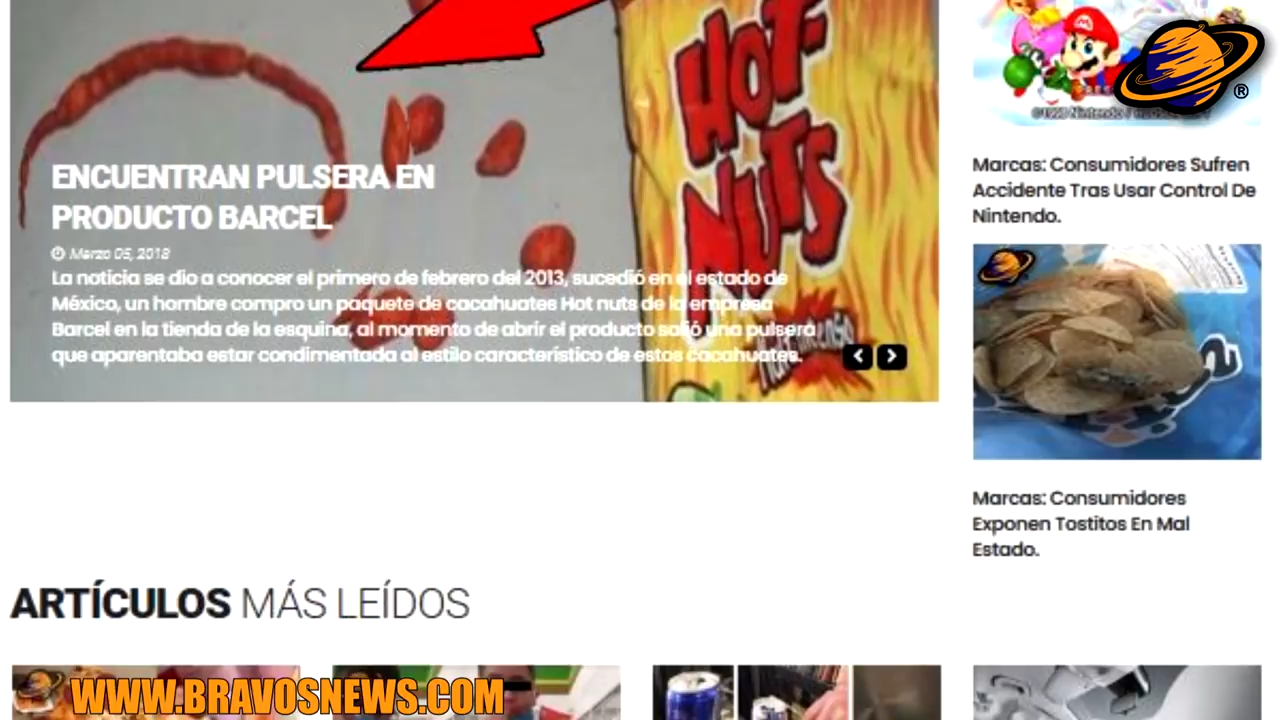 HOT
NUTS
ENCUENTRAN PULSERA EN
PRODUCTO BARCEL
Marzo 05, 2018
La noticia se dio a conocer el primero de febrero del 2013, sucedió en el estado de
México, un hombre compro un paquete de cacahuates Hot nuts de la empresa
Barcel en la tienda de la esquina, al momento de abrir el producto salió una pulsera
que aparentaba estar condimentada al estilo característico de estos cacahuates.
®
Marcas: Consumidores Sufren
Accidente Tras Usar Control De
Nintendo.
Marcas: Consumidores
Exponen Tostitos En Mal
Estado.
ARTÍCULOS MÁS LEÍDOS
WWW.BRAVOSNEWS.COM